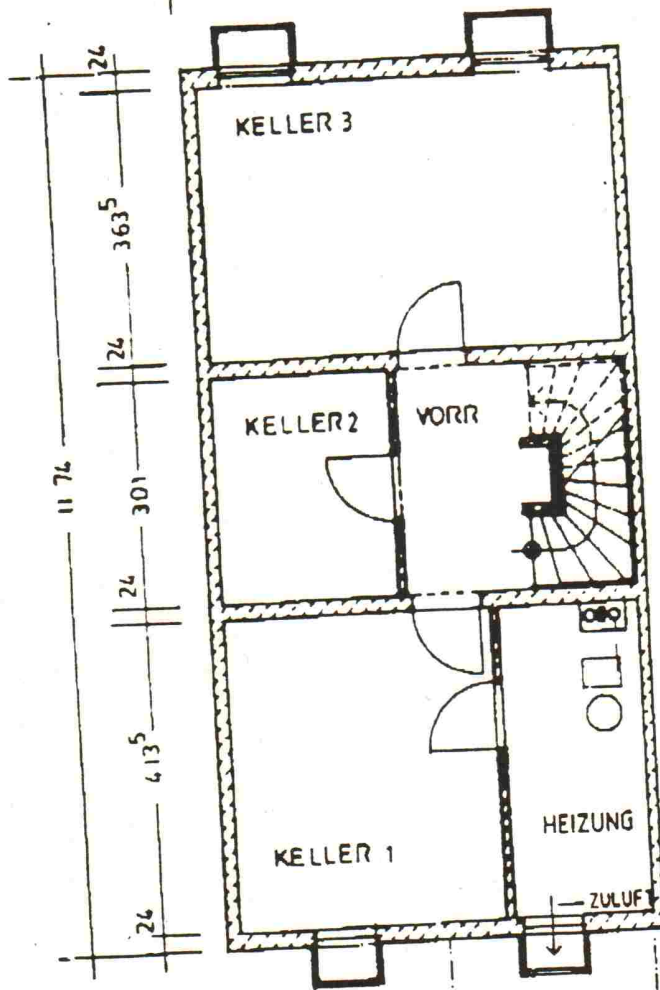 24
KELLER 3
363⁵
24
KELLER 2
VORR
11 74
301
24
413⁵
HEIZUNG
KELLER 1
ZULUFT
24